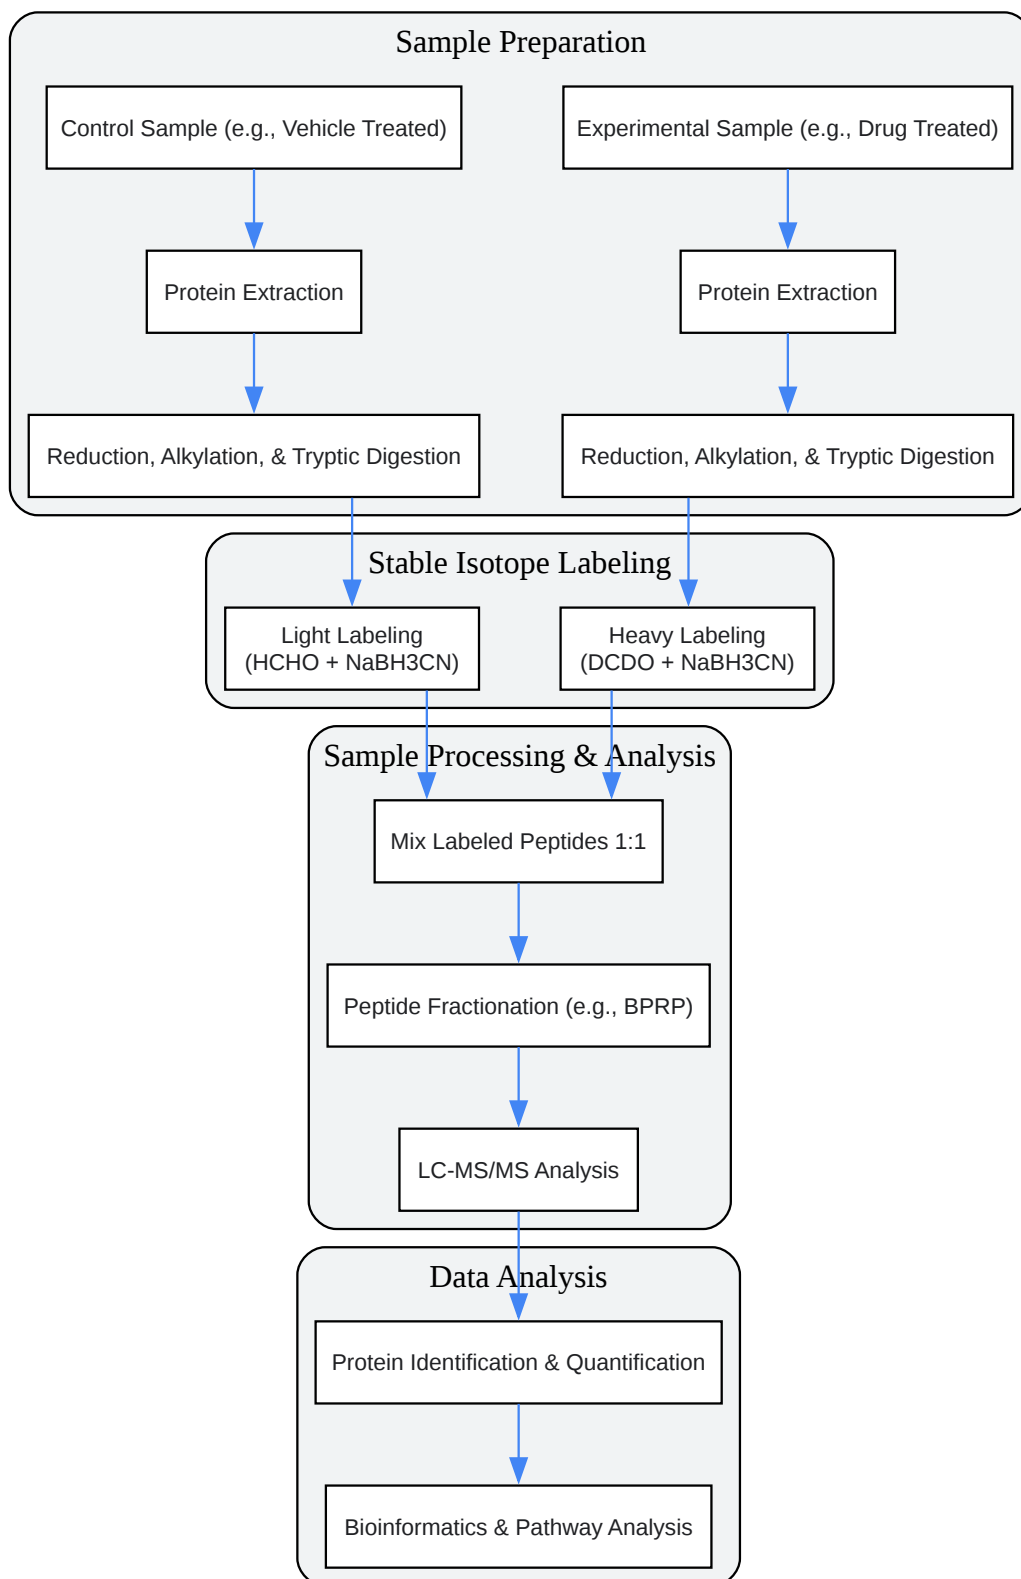 Sample Preparation
Control Sample (e.g., Vehicle Treated)
Experimental Sample (e.g., Drug Treated)
Protein Extraction
Protein Extraction
Reduction, Alkylation, & Tryptic Digestion
Reduction, Alkylation, & Tryptic Digestion
Stable Isotope Labeling
Light Labeling
(HCHO + NaBH3CN)
Heavy Labeling
(DCDO + NaBH3CN)
Sample Processing & Analysis
Mix Labeled Peptides 1:1
Peptide Fractionation (e.g., BPRP)
LC-MS/MS Analysis
Data Analysis
Protein Identification & Quantification
Bioinformatics & Pathway Analysis